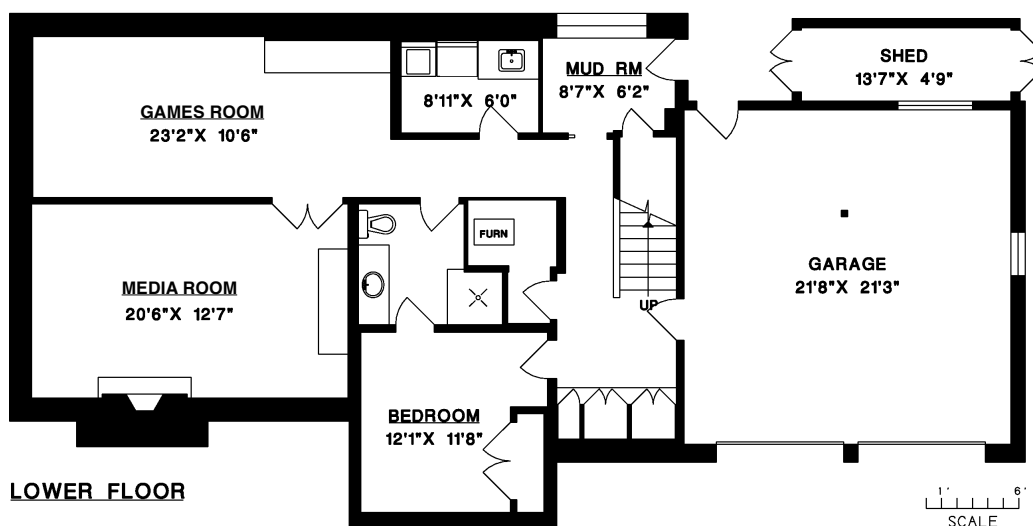 SHED
13'7"X 4'9"
MUD RM
8'7"X 6'2"
8'11"X 6'0"
GAMES ROOM
23'2"X 10'6"
FURN
GARAGE
21'8"X 21'3"
MEDIA ROOM
20'6"X 12'7"
UP
BEDROOM
12'1"X 11'8"
LOWER FLOOR
1' 6'
SCALE